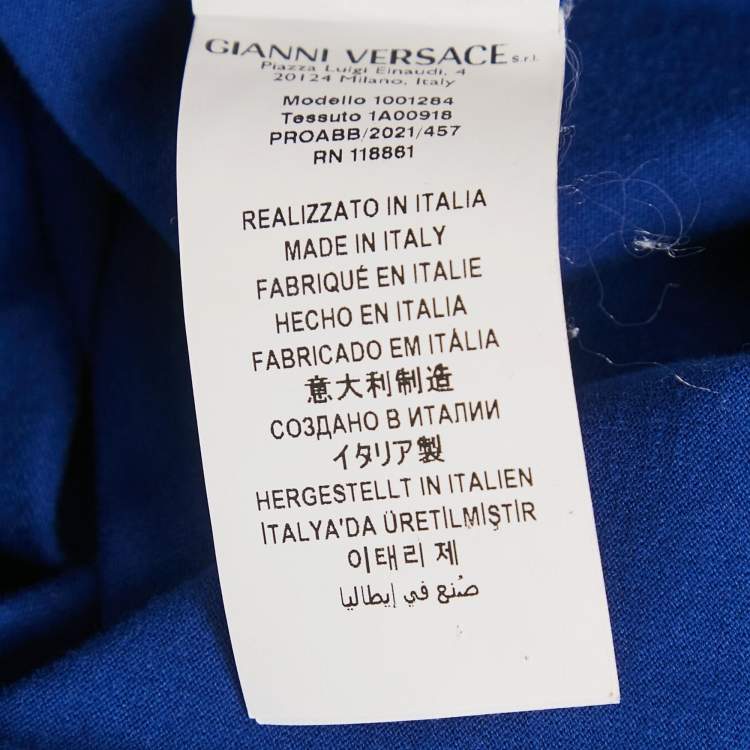 GIANNI VERSACE S.r.l.
Piazza Luigi Einaudi, 4
20124 Milano, Italy
Modello 1001284
Tessuto 1A00918
PROABB/2021/457
RN 118861
REALIZZATO IN ITALIA
MADE IN ITALY
FABRIQUÉ EN ITALIE
HECHO EN ITALIA
FABRICADO EM ITÁLIA
意大利制造
СОЗДАНО В ИТАЛИИ
イタリア製
HERGESTELLT IN ITALIEN
İTALYA'DA ÜRETİLMİŞTİR
이태리 제
صُنع في إيطاليا